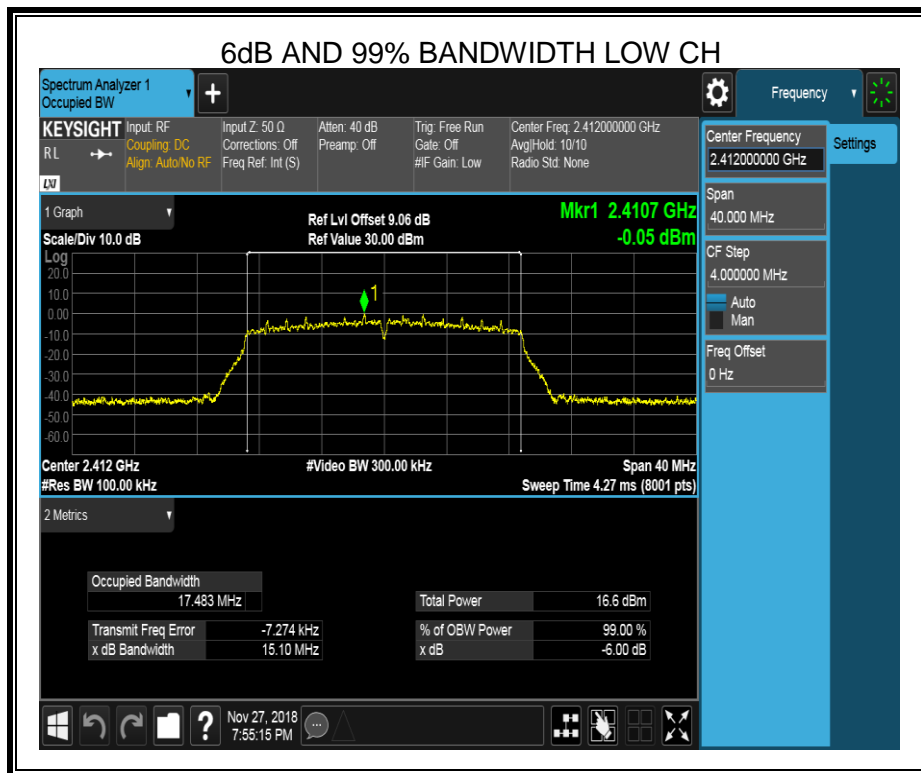 6dB AND 99% BANDWIDTH LOW CH
Spectrum Analyzer 1
Occupied BW
+
Frequency
KEYSIGHT
RL
LXI
Input: RF
Coupling: DC
Align: Auto/No RF
Input Z: 50 Ω
Corrections: Off
Freq Ref: Int (S)
Atten: 40 dB
Preamp: Off
Trig: Free Run
Gate: Off
#IF Gain: Low
Center Freq: 2.412000000 GHz
Avg|Hold: 10/10
Radio Std: None
Center Frequency
2.412000000 GHz
Settings
Span
40.000 MHz
CF Step
4.000000 MHz
Auto
Man
Freq Offset
0 Hz
1 Graph
Scale/Div 10.0 dB
Ref Lvl Offset 9.06 dB
Ref Value 30.00 dBm
Mkr1 2.4107 GHz
-0.05 dBm
Log
20.0
10.0
0.00
-10.0
-20.0
-30.0
-40.0
-50.0
-60.0
1
Center 2.412 GHz
#Video BW 300.00 kHz
Span 40 MHz
#Res BW 100.00 kHz
Sweep Time 4.27 ms (8001 pts)
2 Metrics
Occupied Bandwidth
17.483 MHz
Total Power 16.6 dBm
Transmit Freq Error -7.274 kHz
% of OBW Power 99.00 %
x dB Bandwidth 15.10 MHz
x dB -6.00 dB
?
Nov 27, 2018
7:55:15 PM